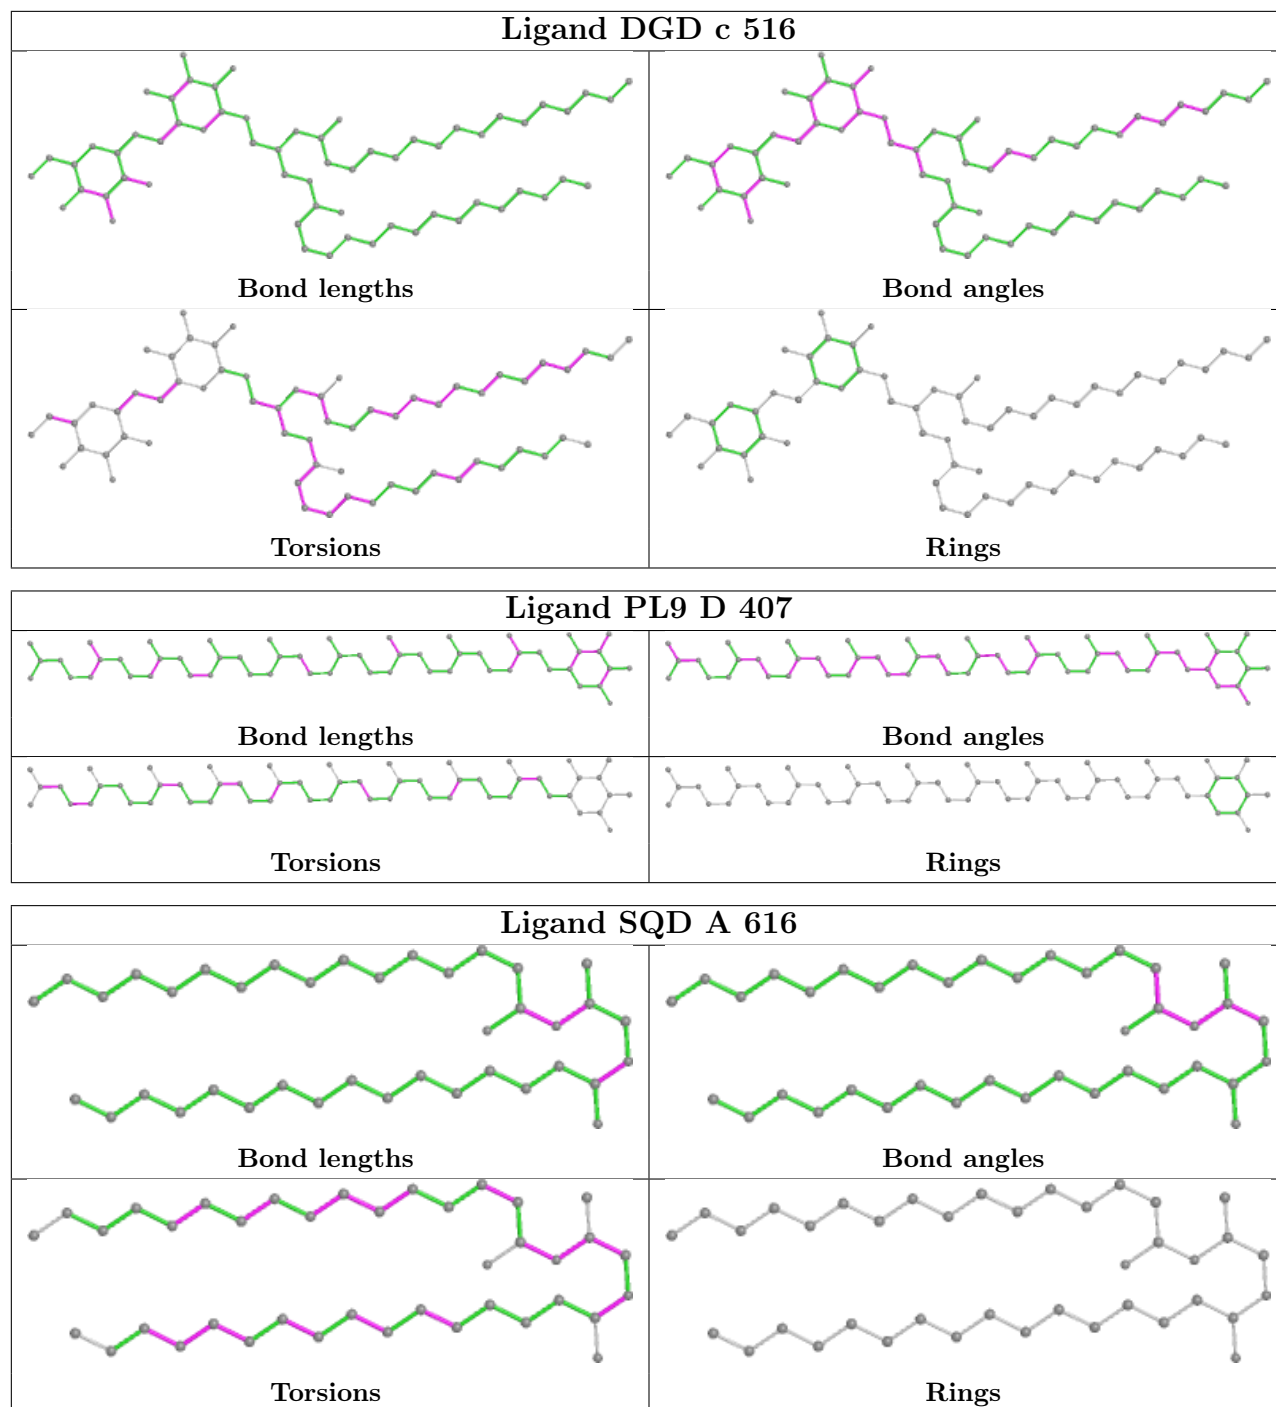 Ligand DGD c 516
Bond lengths
Bond angles
Torsions
Rings
Ligand PL9 D 407
Bond lengths
Bond angles
Torsions
Rings
Ligand SQD A 616
Bond lengths
Bond angles
Torsions
Rings